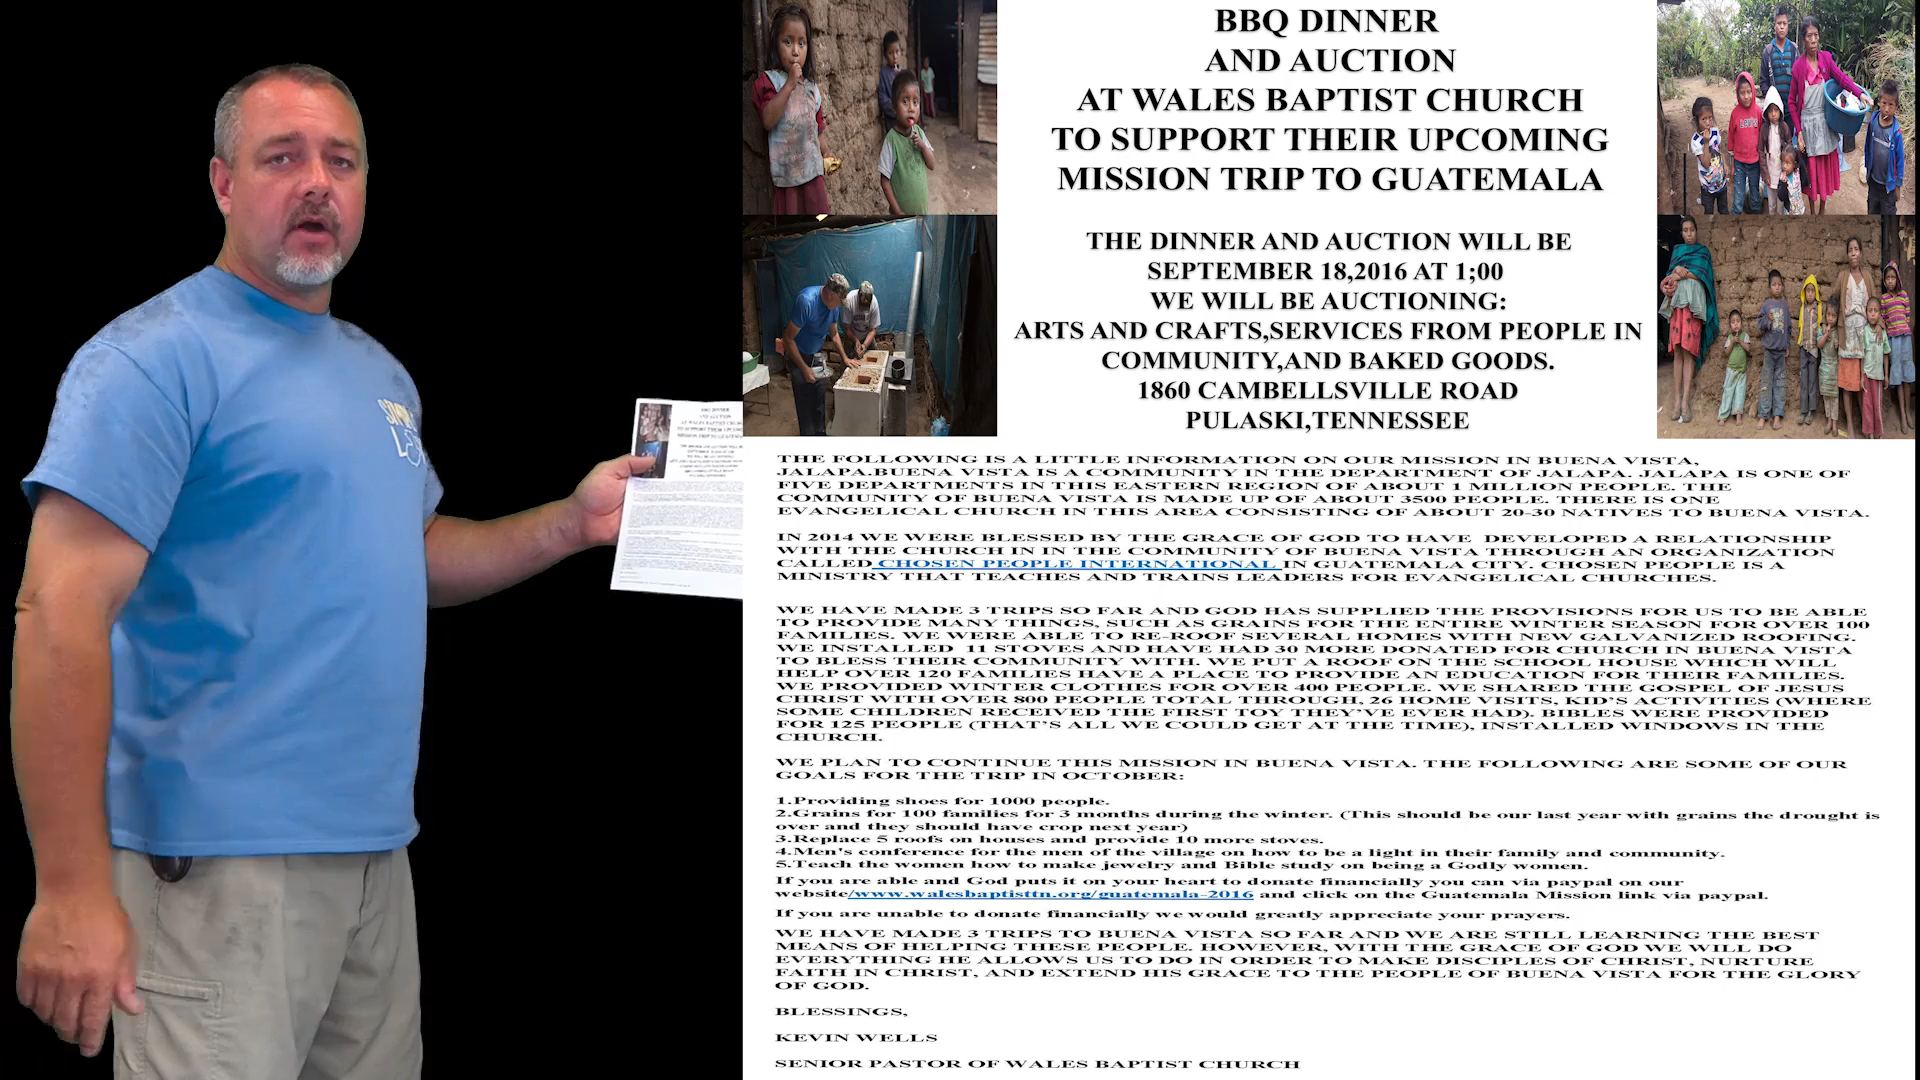 BBQ DINNER
AND AUCTION
AT WALES BAPTIST CHURCH
TO SUPPORT THEIR UPCOMING
MISSION TRIP TO GUATEMALA
THE DINNER AND AUCTION WILL BE
SEPTEMBER 18,2016 AT 1;00
WE WILL BE AUCTIONING:
ARTS AND CRAFTS,SERVICES FROM PEOPLE IN
COMMUNITY,AND BAKED GOODS.
1860 CAMBELLSVILLE ROAD
PULASKI,TENNESSEE
THE FOLLOWING IS A LITTLE INFORMATION ON OUR MISSION IN BUENA VISTA,
JALAPA.BUENA VISTA IS A COMMUNITY IN THE DEPARTMENT OF JALAPA. JALAPA IS ONE OF
FIVE DEPARTMENTS IN THIS EASTERN REGION OF ABOUT 1 MILLION PEOPLE. THE
COMMUNITY OF BUENA VISTA IS MADE UP OF ABOUT 3500 PEOPLE. THERE IS ONE
EVANGELICAL CHURCH IN THIS AREA CONSISTING OF ABOUT 20-30 NATIVES TO BUENA VISTA.
IN 2014 WE WERE BLESSED BY THE GRACE OF GOD TO HAVE DEVELOPED A RELATIONSHIP
WITH THE CHURCH IN IN THE COMMUNITY OF BUENA VISTA THROUGH AN ORGANIZATION
CALLED CHOSEN PEOPLE INTERNATIONAL IN GUATEMALA CITY. CHOSEN PEOPLE IS A
MINISTRY THAT TEACHES AND TRAINS LEADERS FOR EVANGELICAL CHURCHES.
WE HAVE MADE 3 TRIPS SO FAR AND GOD HAS SUPPLIED THE PROVISIONS FOR US TO BE ABLE
TO PROVIDE MANY THINGS, SUCH AS GRAINS FOR THE ENTIRE WINTER SEASON FOR OVER 100
FAMILIES. WE WERE ABLE TO RE-ROOF SEVERAL HOMES WITH NEW GALVANIZED ROOFING.
WE INSTALLED 11 STOVES AND HAVE HAD 30 MORE DONATED FOR CHURCH IN BUENA VISTA
TO BLESS THEIR COMMUNITY WITH. WE PUT A ROOF ON THE SCHOOL HOUSE WHICH WILL
HELP OVER 120 FAMILIES HAVE A PLACE TO PROVIDE AN EDUCATION FOR THEIR FAMILIES.
WE PROVIDED WINTER CLOTHES FOR OVER 400 PEOPLE. WE SHARED THE GOSPEL OF JESUS
CHRIST WITH OVER 800 PEOPLE TOTAL THROUGH, 26 HOME VISITS, KID'S ACTIVITIES (WHERE
SOME CHILDREN RECEIVED THE FIRST TOY THEY'VE EVER HAD). BIBLES WERE PROVIDED
FOR 125 PEOPLE (THAT'S ALL WE COULD GET AT THE TIME), INSTALLED WINDOWS IN THE
CHURCH.
WE PLAN TO CONTINUE THIS MISSION IN BUENA VISTA. THE FOLLOWING ARE SOME OF OUR
GOALS FOR THE TRIP IN OCTOBER:
1.Providing shoes for 1000 people.
2.Grains for 100 families for 3 months during the winter. (This should be our last year with grains the drought is
over and they should have crop next year)
3.Replace 5 roofs on houses and provide 10 more stoves.
4.Men's conference for the men of the village on how to be a light in their family and community.
5.Teach the women how to make jewelry and Bible study on being a Godly women.
If you are able and God puts it on your heart to donate financially you can via paypal on our
website/www.walesbaptisttn.org/guatemala-2016 and click on the Guatemala Mission link via paypal.
If you are unable to donate financially we would greatly appreciate your prayers.
WE HAVE MADE 3 TRIPS TO BUENA VISTA SO FAR AND WE ARE STILL LEARNING THE BEST
MEANS OF HELPING THESE PEOPLE. HOWEVER, WITH THE GRACE OF GOD WE WILL DO
EVERYTHING HE ALLOWS US TO DO IN ORDER TO MAKE DISCIPLES OF CHRIST, NURTURE
FAITH IN CHRIST, AND EXTEND HIS GRACE TO THE PEOPLE OF BUENA VISTA FOR THE GLORY
OF GOD.
BLESSINGS,
KEVIN WELLS
SENIOR PASTOR OF WALES BAPTIST CHURCH